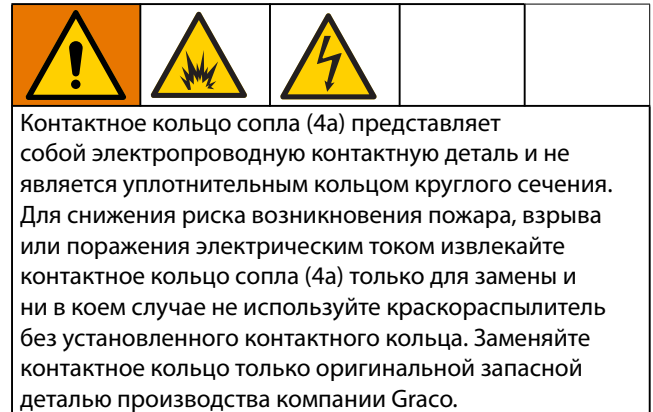 Контактное кольцо сопла (4а) представляет
собой электропроводную контактную деталь и не
является уплотнительным кольцом круглого сечения.
Для снижения риска возникновения пожара, взрыва
или поражения электрическим током извлекайте
контактное кольцо сопла (4а) только для замены и
ни в коем случае не используйте краскораспылитель
без установленного контактного кольца. Заменяйте
контактное кольцо только оригинальной запасной
деталью производства компании Graco.